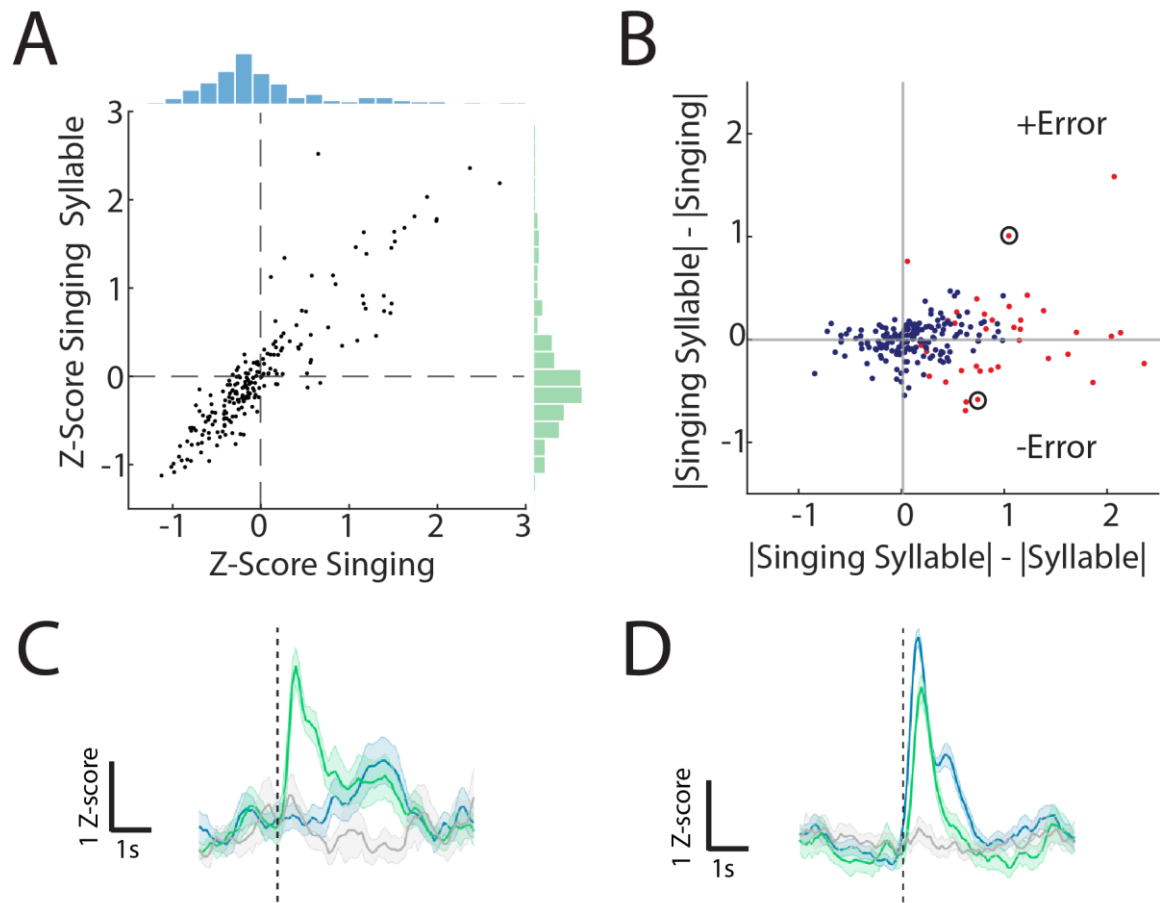 A
B
3
2
1
0
-1
Z-Score Singing Syllable
-1
0
1
2
3
Z-Score Singing
2
1
0
-1
|Singing Syllable| - |Singing|
+Error
-Error
-1
0
1
2
|Singing Syllable| - |Syllable|
C
D
1 Z-score
1s
1 Z-score
1s